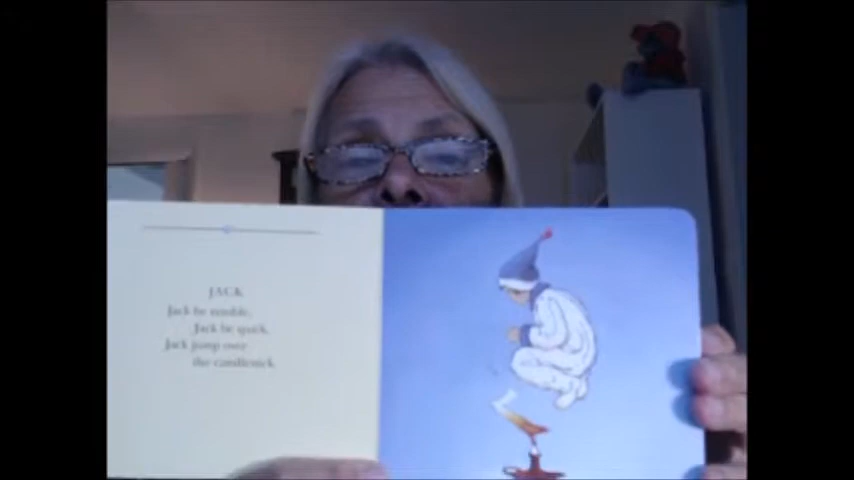 JACK
Jack be nimble,
Jack be quick,
Jack jump over
the candlestick